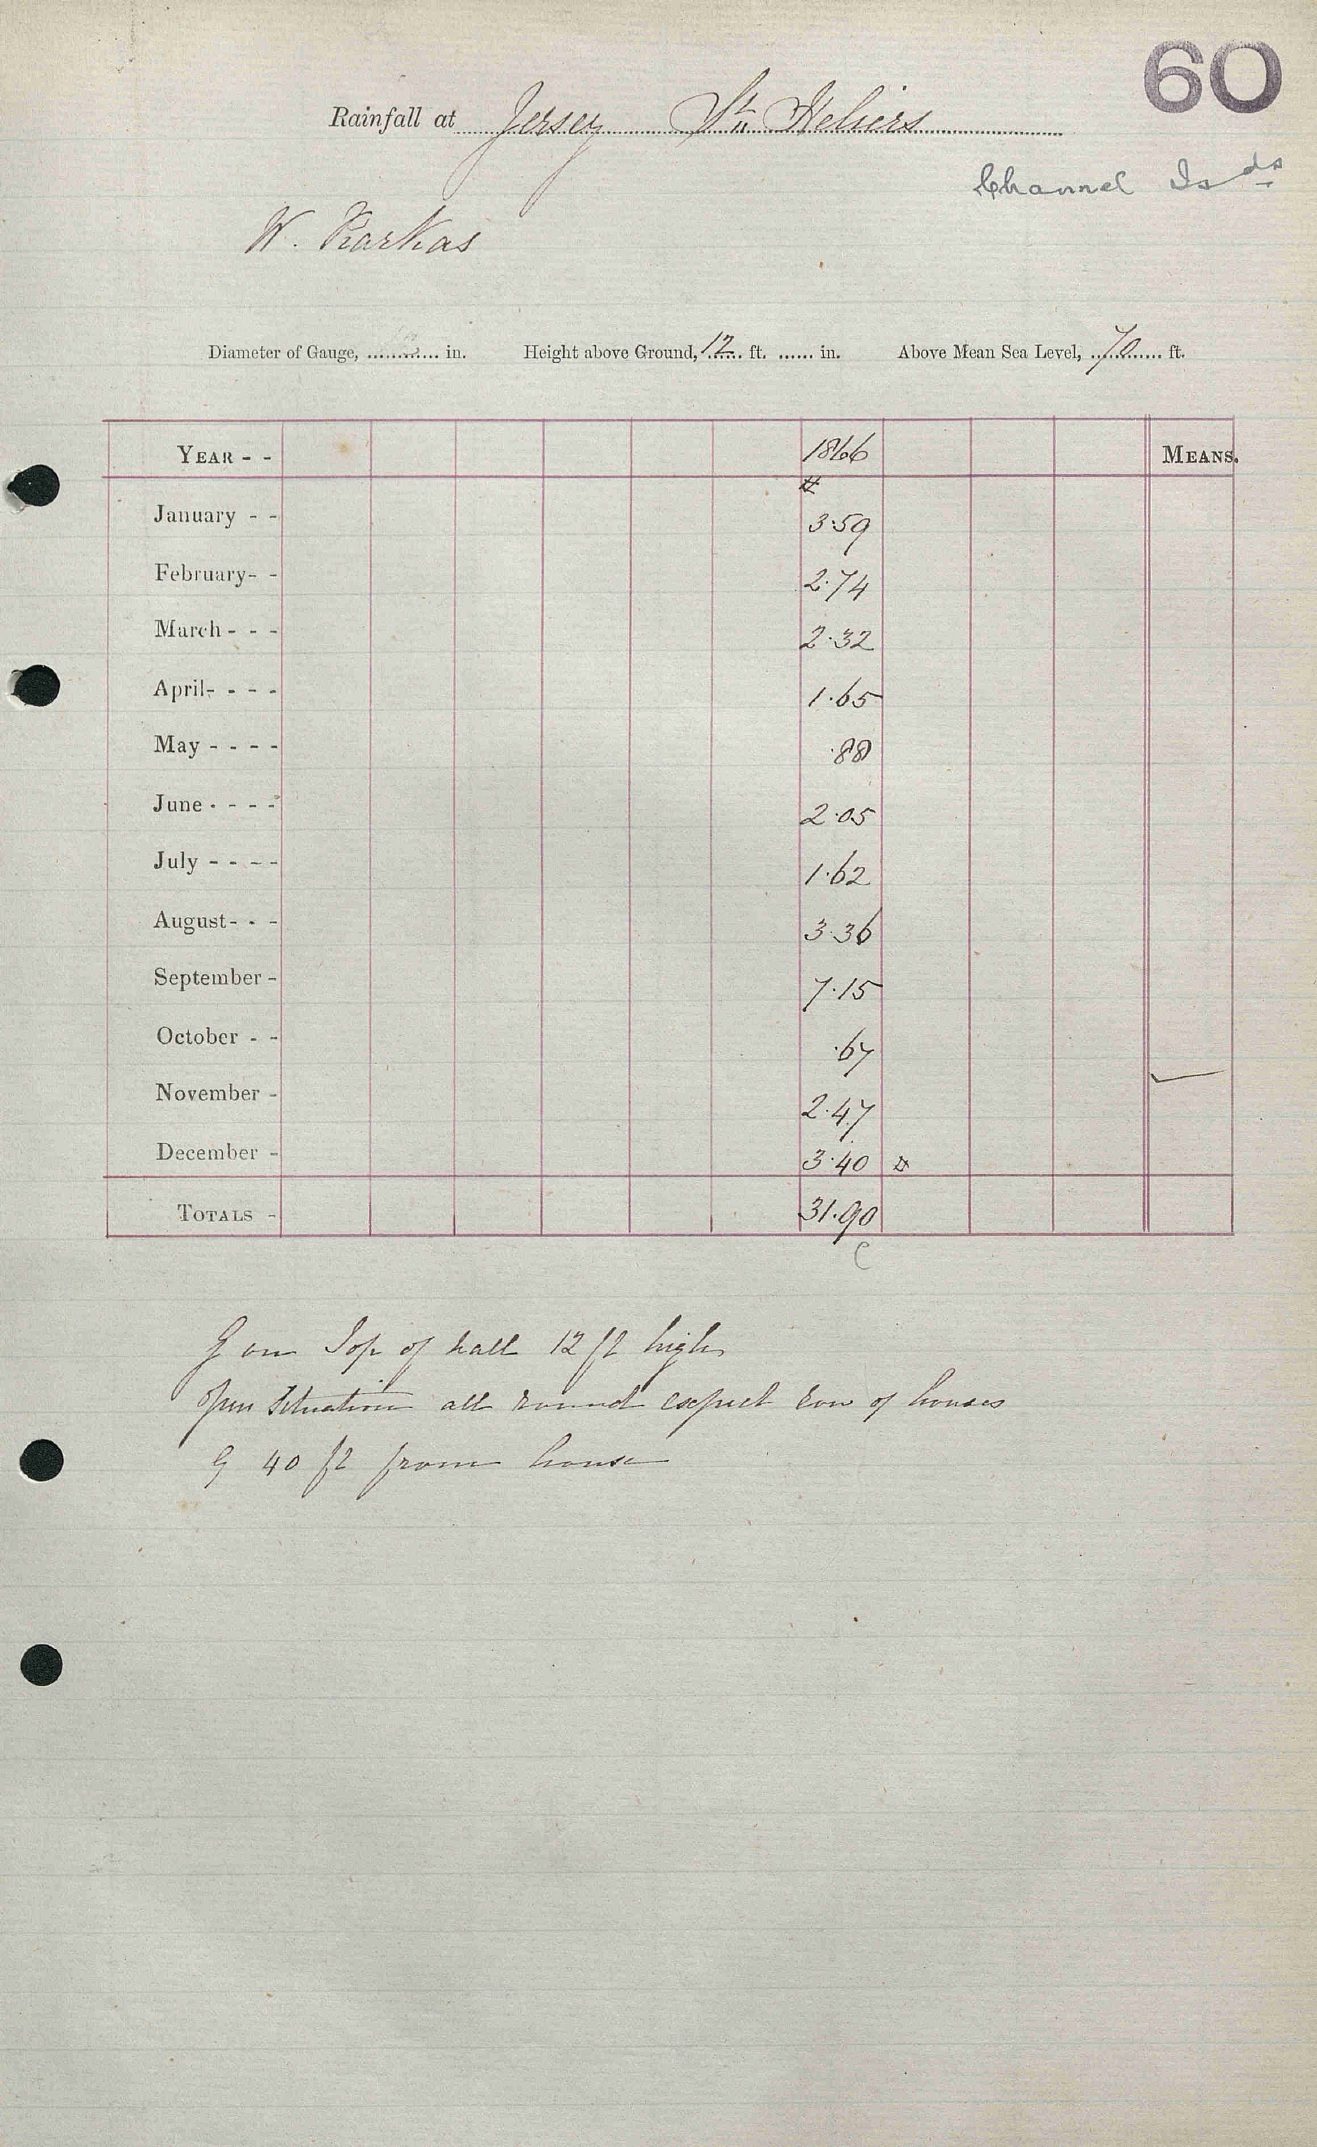 60
Rainfall at Jersey St. Heliers
Channel Isds
W.
Diameter of Gauge, ............ in. Height above Ground, 12 ft. ...... in. Above Mean Sea Level, 70 ft.
YEAR - - 1866 MEANS.
January - - 3.59
February- - 2.74
March - - - 2.32
April- - - - 1.65
May - - - - .88
June - - - - 2.05
July - - - - 1.62
August- - - 3.36
September - 7.15
October - - .67
November - 2.47
December - 3.40
TOTALS - 31.90
G on Top of wall 12 ft high
Open Situation all round except row of houses
G 40 ft from house